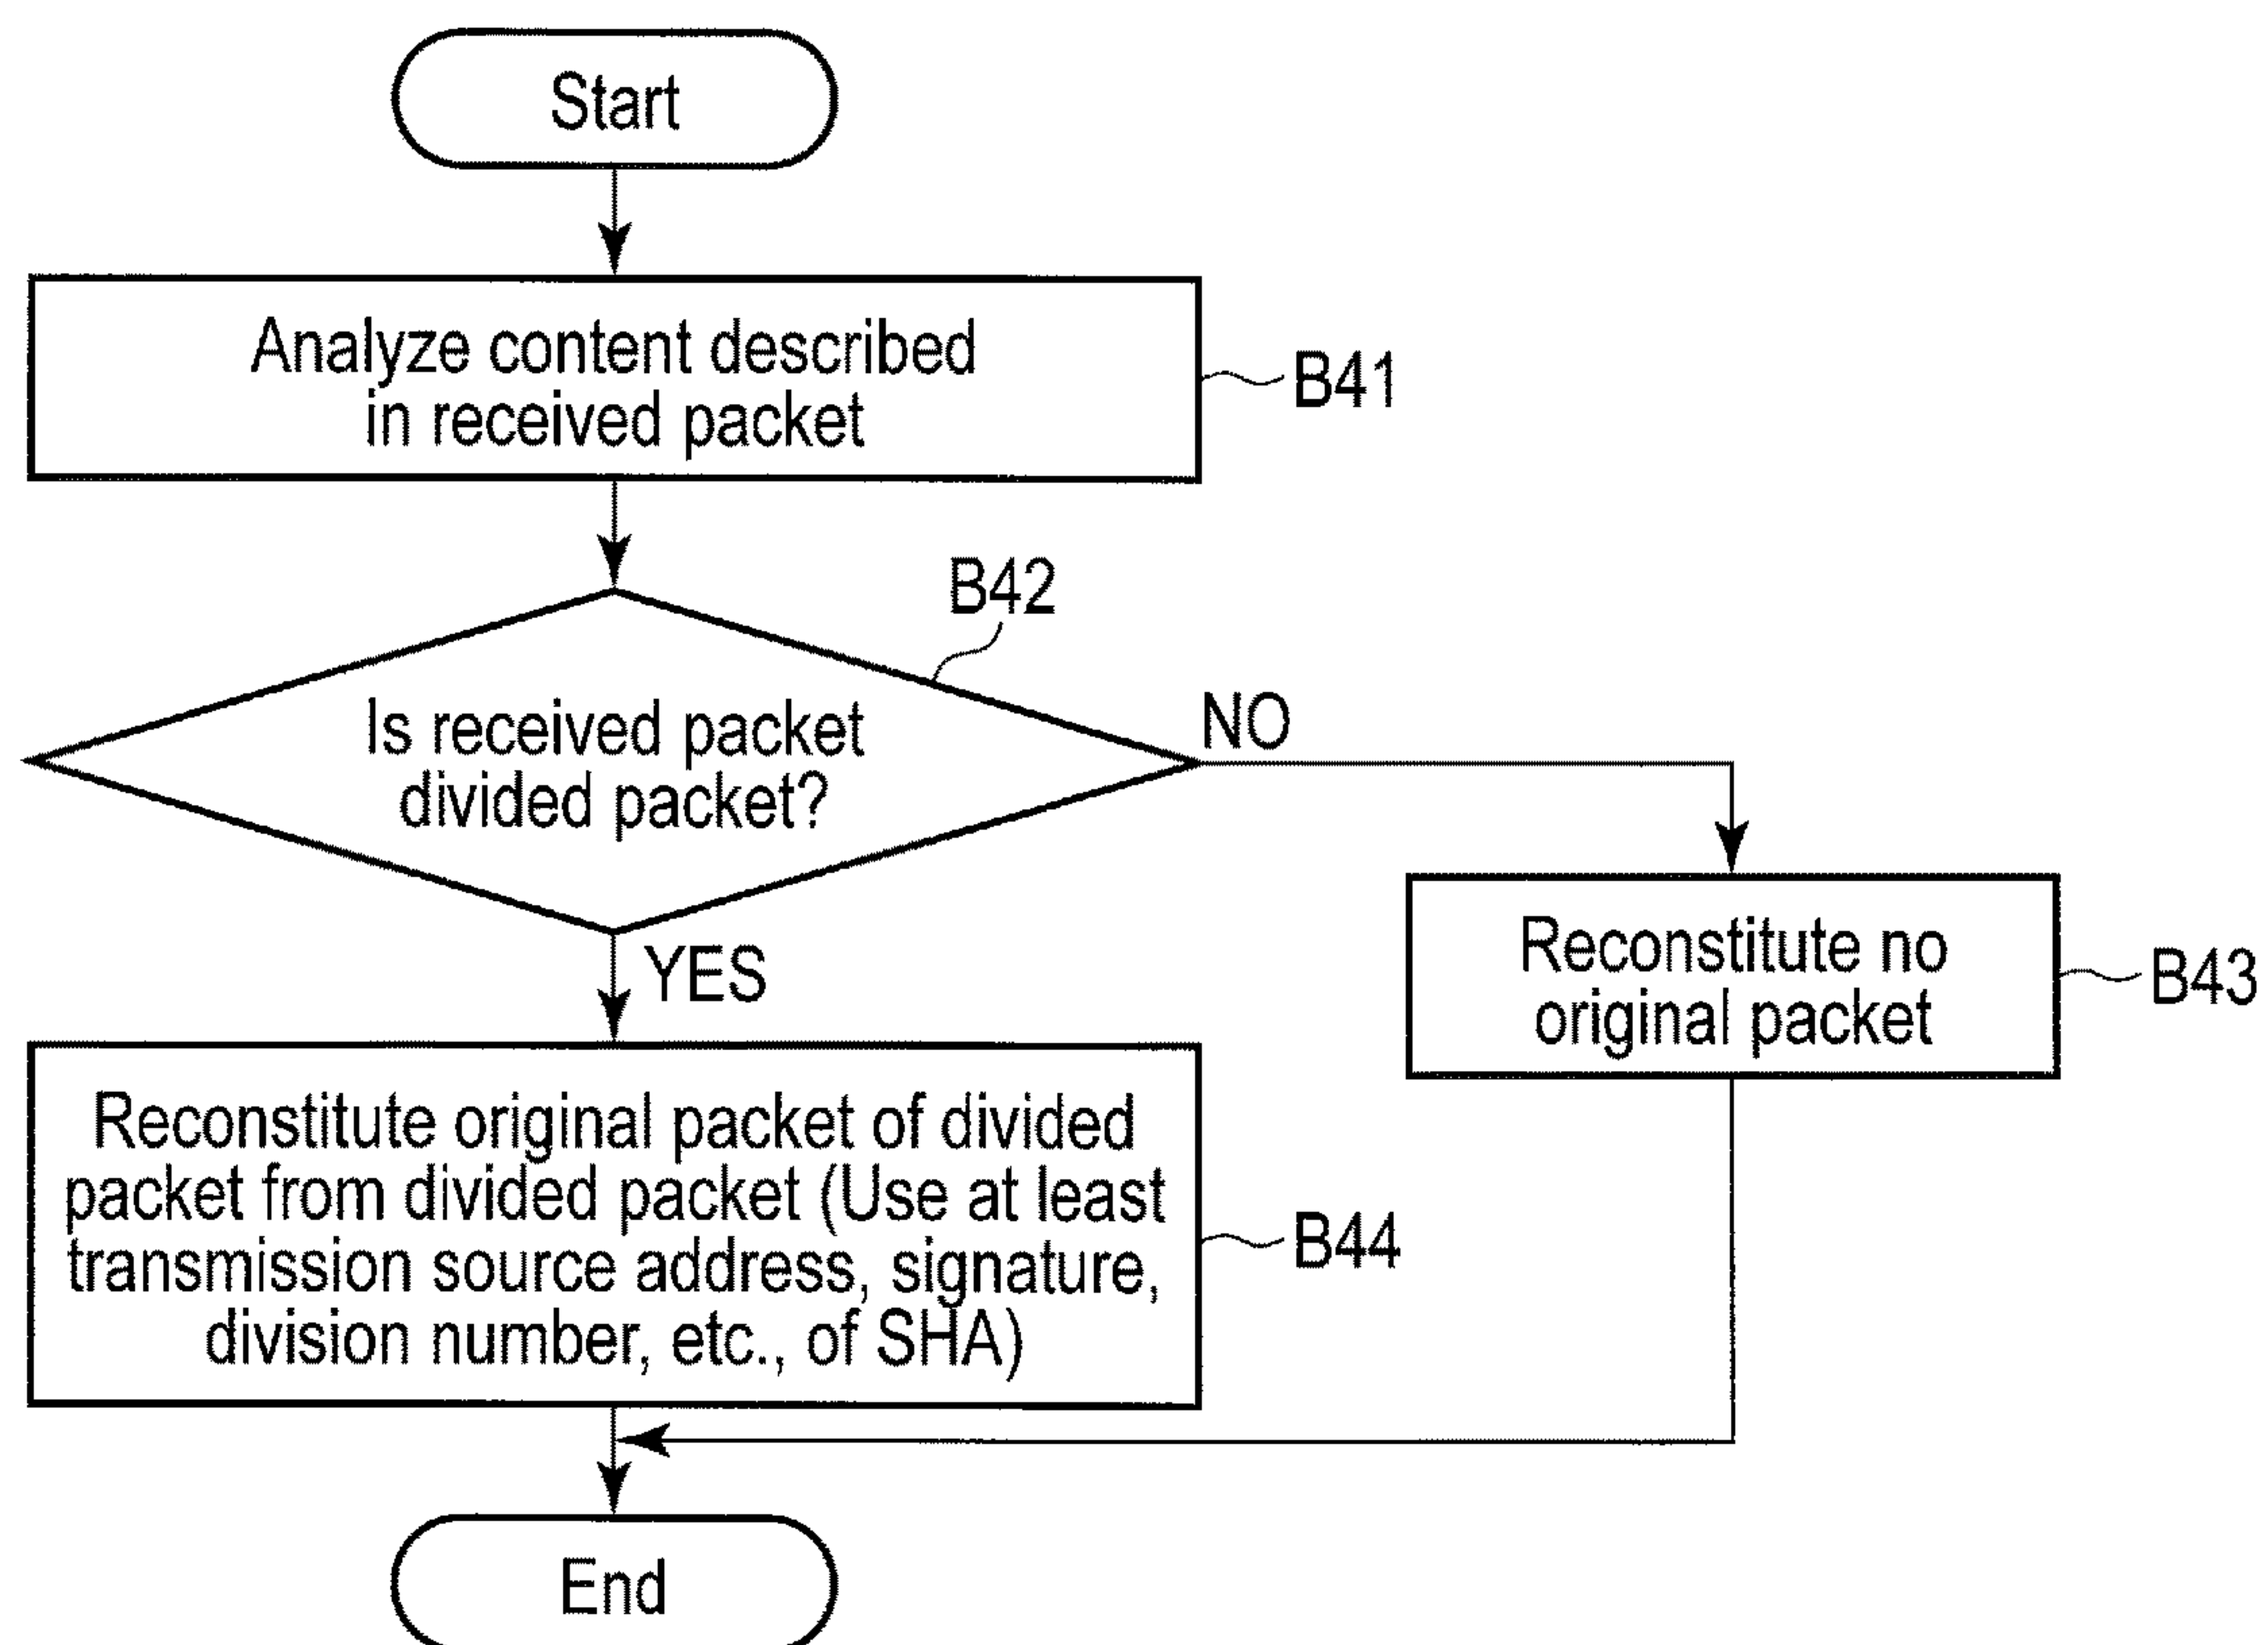 Start
Analyze content described
in received packet
B41
B42
Is received packet
divided packet?
NO
YES
Reconstitute no
original packet
B43
Reconstitute original packet of divided
packet from divided packet (Use at least
transmission source address, signature,
division number, etc., of SHA)
B44
End